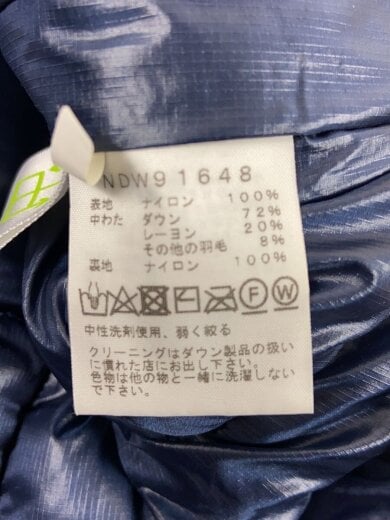 NDW91648
表地 ナイロン 100%
中わた ダウン 72%
レーヨン 20%
その他の羽毛 8%
裏地 ナイロン 100%
F W
中性洗剤使用、弱く絞る
クリーニングはダウン製品の扱い
に慣れた店にお出し下さい。
色物は他の物と一緒に洗濯しない
で下さい。